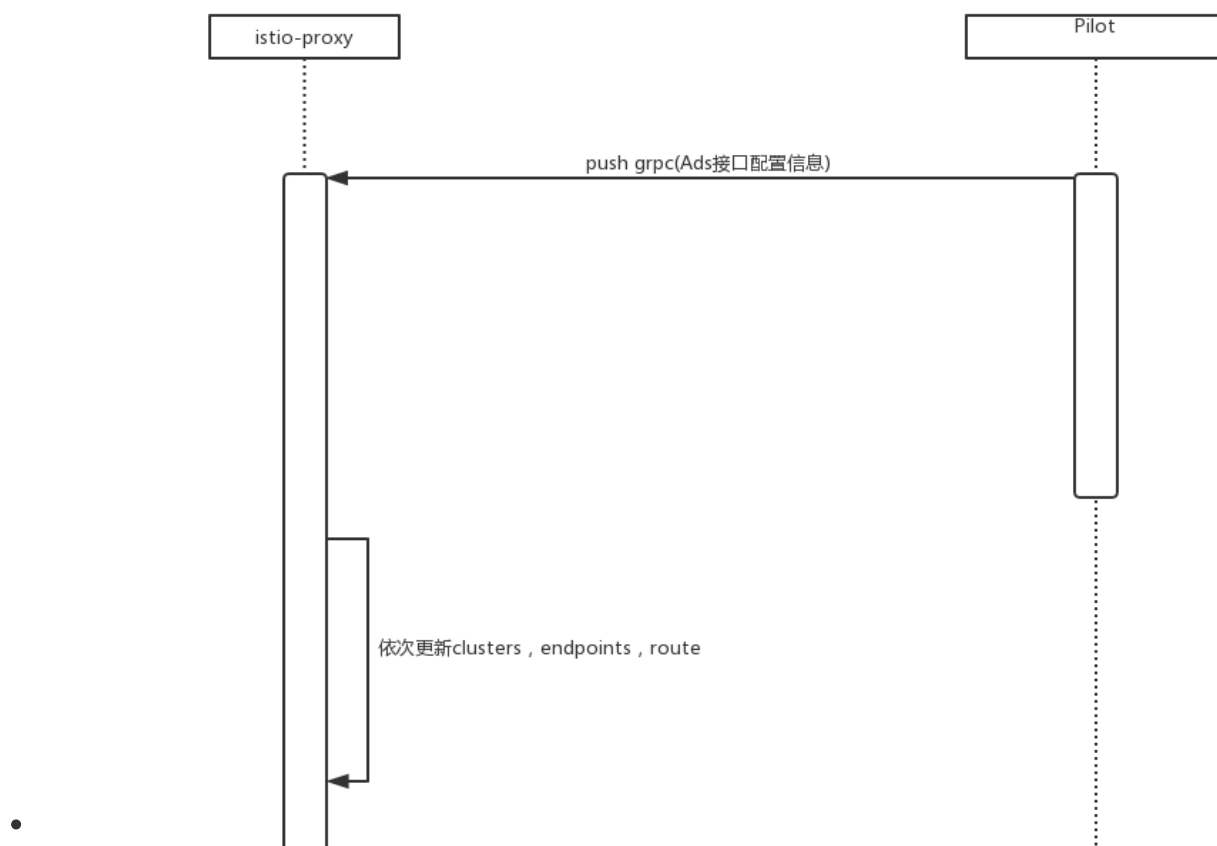 istio-proxy
Pilot
push grpc(Ads接口配置信息)
依次更新clusters，endpoints，route